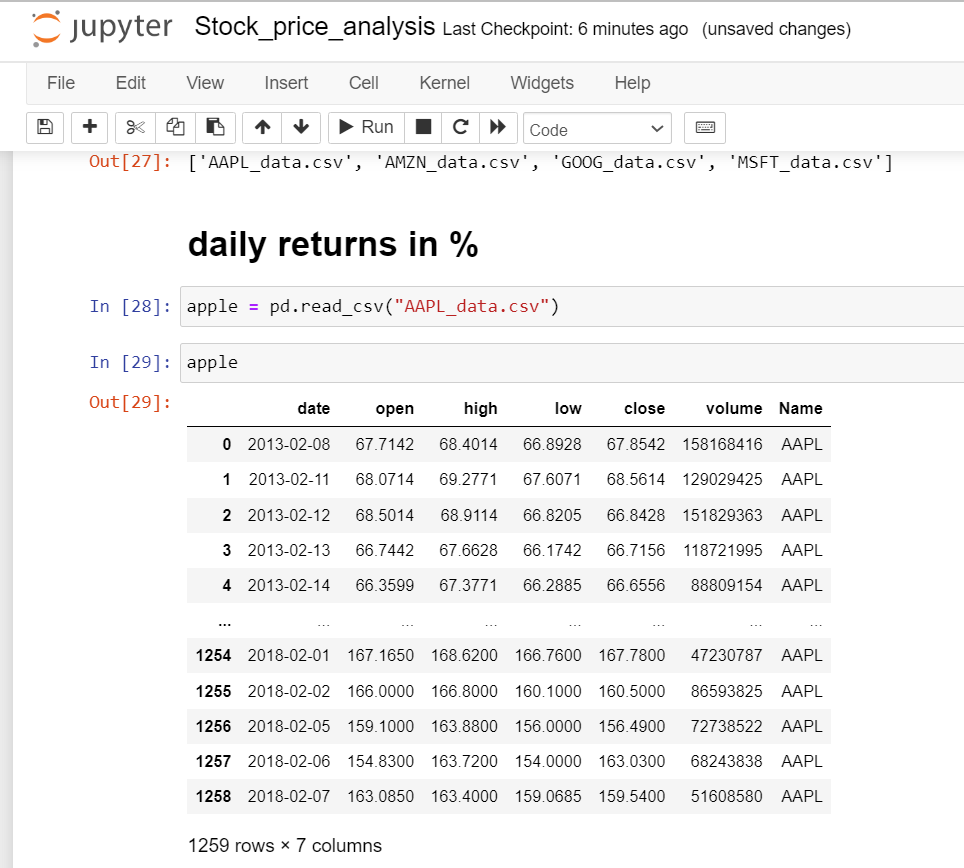 jupyter Stock_price_analysis Last Checkpoint: 6 minutes ago (unsaved changes)
File Edit View Insert Cell Kernel Widgets Help
Run Code
Out[27]: ['AAPL_data.csv', 'AMZN_data.csv', 'GOOG_data.csv', 'MSFT_data.csv']
daily returns in %
In [28]: apple = pd.read_csv("AAPL_data.csv")
In [29]: apple
Out[29]:
date open high low close volume Name
0 2013-02-08 67.7142 68.4014 66.8928 67.8542 158168416 AAPL
1 2013-02-11 68.0714 69.2771 67.6071 68.5614 129029425 AAPL
2 2013-02-12 68.5014 68.9114 66.8205 66.8428 151829363 AAPL
3 2013-02-13 66.7442 67.6628 66.1742 66.7156 118721995 AAPL
4 2013-02-14 66.3599 67.3771 66.2885 66.6556 88809154 AAPL
... ... ... ... ... ... ... ...
1254 2018-02-01 167.1650 168.6200 166.7600 167.7800 47230787 AAPL
1255 2018-02-02 166.0000 166.8000 160.1000 160.5000 86593825 AAPL
1256 2018-02-05 159.1000 163.8800 156.0000 156.4900 72738522 AAPL
1257 2018-02-06 154.8300 163.7200 154.0000 163.0300 68243838 AAPL
1258 2018-02-07 163.0850 163.4000 159.0685 159.5400 51608580 AAPL
1259 rows × 7 columns